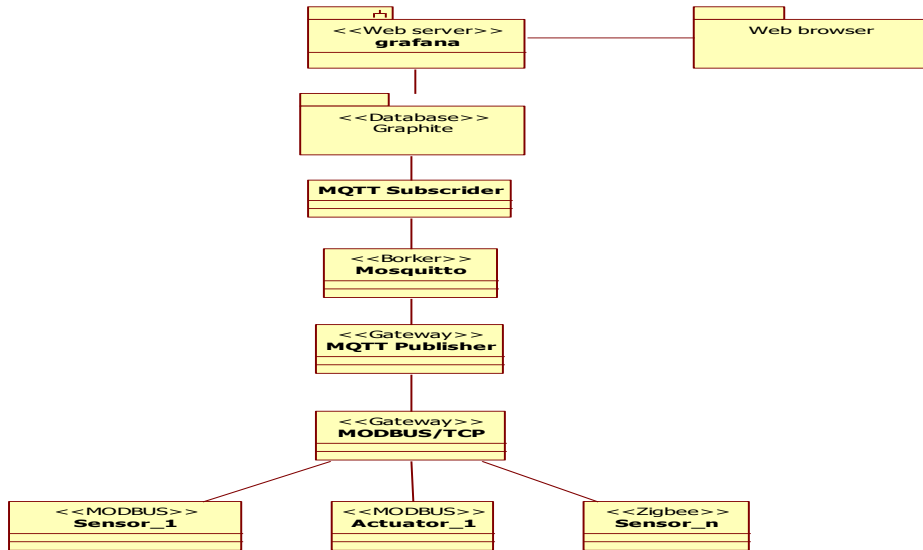 <<Web server>>
grafana
Web browser
<<Database>>
Graphite
MQTT Subscrider
<<Borker>>
Mosquitto
<<Gateway>>
MQTT Publisher
<<Gateway>>
MODBUS/TCP
<<MODBUS>>
Sensor_1
<<MODBUS>>
Actuator_1
<<Zigbee>>
Sensor_n